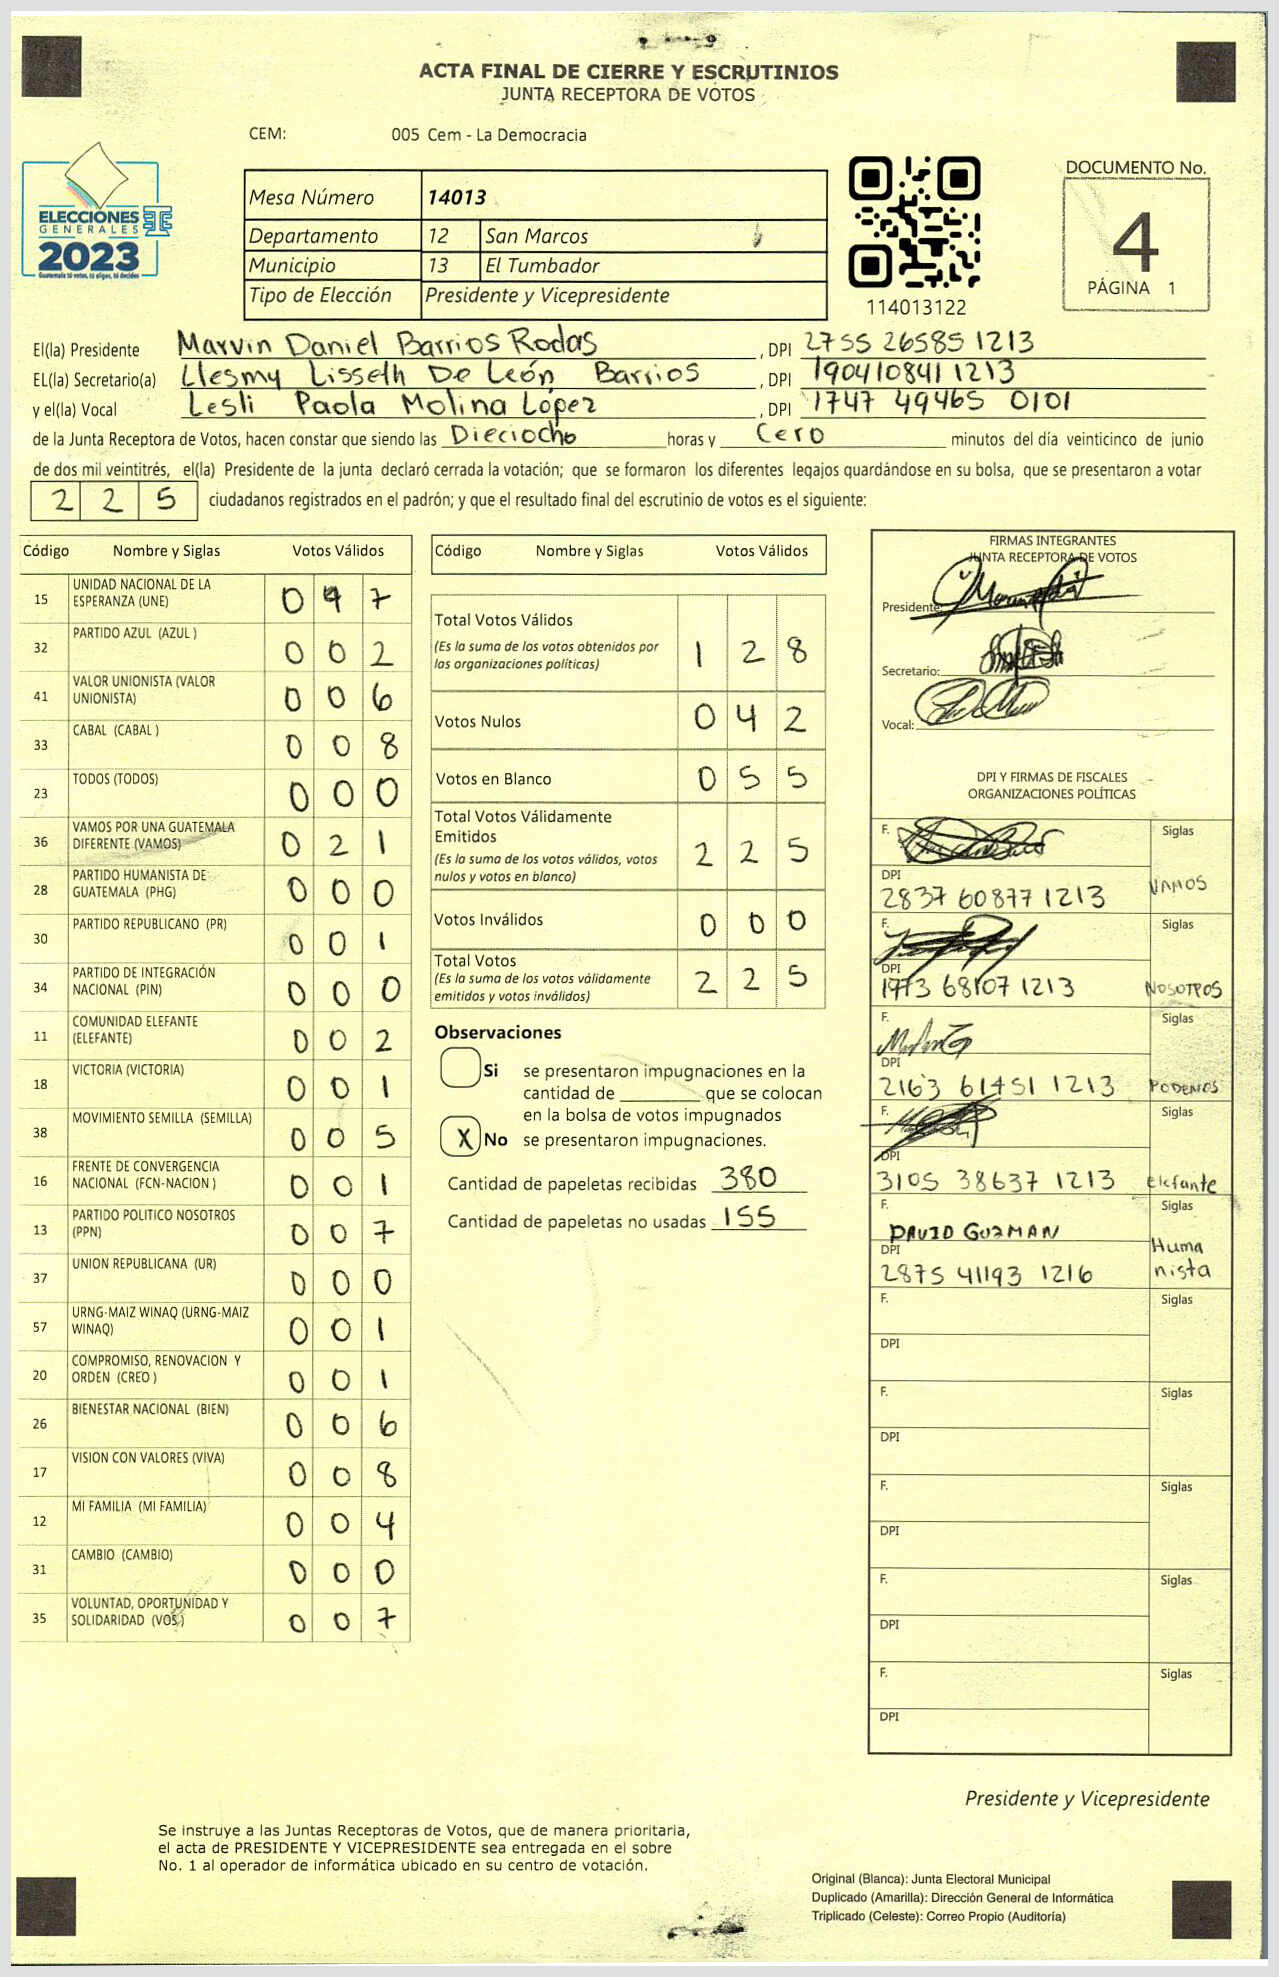 ACTA FINAL DE CIERRE Y ESCRUTINIOS
JUNTA RECEPTORA DE VOTOS
CEM: 005 Cem - La Democracia
ELECCIONES
GENERALES
2023
Guatemala tú votas, tú eliges, tú decides
Mesa Número 14013
Departamento 12 San Marcos
Municipio 13 El Tumbador
Tipo de Elección Presidente y Vicepresidente
114013122
DOCUMENTO No.
4
PÁGINA 1
El(la) Presidente Marvin Daniel Barrios Rodas , DPI 2755 26585 1213
EL(la) Secretario(a) Llesmy Lisseth De León Barrios , DPI 190410841 1213
y el(la) Vocal Lesli Paola Molina López , DPI 1747 49465 0101
de la Junta Receptora de Votos, hacen constar que siendo las Dieciocho horas y Cero minutos del día veinticinco de junio
de dos mil veintitrés, el(la) Presidente de la junta declaró cerrada la votación; que se formaron los diferentes legajos guardándose en su bolsa, que se presentaron a votar
2 2 5 ciudadanos registrados en el padrón; y que el resultado final del escrutinio de votos es el siguiente:
Código Nombre y Siglas Votos Válidos
15 UNIDAD NACIONAL DE LA ESPERANZA (UNE) 0 4 7
32 PARTIDO AZUL (AZUL ) 0 0 2
41 VALOR UNIONISTA (VALOR UNIONISTA) 0 0 6
33 CABAL (CABAL ) 0 0 8
23 TODOS (TODOS) 0 0 0
36 VAMOS POR UNA GUATEMALA DIFERENTE (VAMOS) 0 2 1
28 PARTIDO HUMANISTA DE GUATEMALA (PHG) 0 0 0
30 PARTIDO REPUBLICANO (PR) 0 0 1
34 PARTIDO DE INTEGRACIÓN NACIONAL (PIN) 0 0 0
11 COMUNIDAD ELEFANTE (ELEFANTE) 0 0 2
18 VICTORIA (VICTORIA) 0 0 1
38 MOVIMIENTO SEMILLA (SEMILLA) 0 0 5
16 FRENTE DE CONVERGENCIA NACIONAL (FCN-NACION ) 0 0 1
13 PARTIDO POLITICO NOSOTROS (PPN) 0 0 7
37 UNION REPUBLICANA (UR) 0 0 0
57 URNG-MAIZ WINAQ (URNG-MAIZ WINAQ) 0 0 1
20 COMPROMISO, RENOVACION Y ORDEN (CREO ) 0 0 1
26 BIENESTAR NACIONAL (BIEN) 0 0 6
17 VISION CON VALORES (VIVA) 0 0 8
12 MI FAMILIA (MI FAMILIA) 0 0 4
31 CAMBIO (CAMBIO) 0 0 0
35 VOLUNTAD, OPORTUNIDAD Y SOLIDARIDAD (VOS ) 0 0 7
Código Nombre y Siglas Votos Válidos
Total Votos Válidos
(Es la suma de los votos obtenidos por
las organizaciones políticas) 1 2 8
Votos Nulos 0 4 2
Votos en Blanco 0 5 5
Total Votos Válidamente
Emitidos
(Es la suma de los votos válidos, votos
nulos y votos en blanco) 2 2 5
Votos Inválidos 0 0 0
Total Votos
(Es la suma de los votos válidamente
emitidos y votos inválidos) 2 2 5
Observaciones
Si se presentaron impugnaciones en la
cantidad de ________ que se colocan
en la bolsa de votos impugnados
X No se presentaron impugnaciones.
Cantidad de papeletas recibidas 380
Cantidad de papeletas no usadas 155
FIRMAS INTEGRANTES
JUNTA RECEPTORA DE VOTOS
Presidente:
Secretario:
Vocal:
DPI Y FIRMAS DE FISCALES
ORGANIZACIONES POLÍTICAS
F. Siglas
DPI
2837 60877 1213 VAMOS
F. Siglas
DPI
1973 68107 1213 NOSOTROS
F. Siglas
DPI
2163 61451 1213 PODEMOS
F. Siglas
DPI
3105 38637 1213 Elefante
F. Siglas
DAVID GUZMAN
DPI
2875 41193 1216 Huma
nista
F. Siglas
DPI
F. Siglas
DPI
F. Siglas
DPI
F. Siglas
DPI
F. Siglas
DPI
Presidente y Vicepresidente
Se instruye a las Juntas Receptoras de Votos, que de manera prioritaria,
el acta de PRESIDENTE Y VICEPRESIDENTE sea entregada en el sobre
No. 1 al operador de informática ubicado en su centro de votación.
Original (Blanca): Junta Electoral Municipal
Duplicado (Amarilla): Dirección General de Informática
Triplicado (Celeste): Correo Propio (Auditoría)